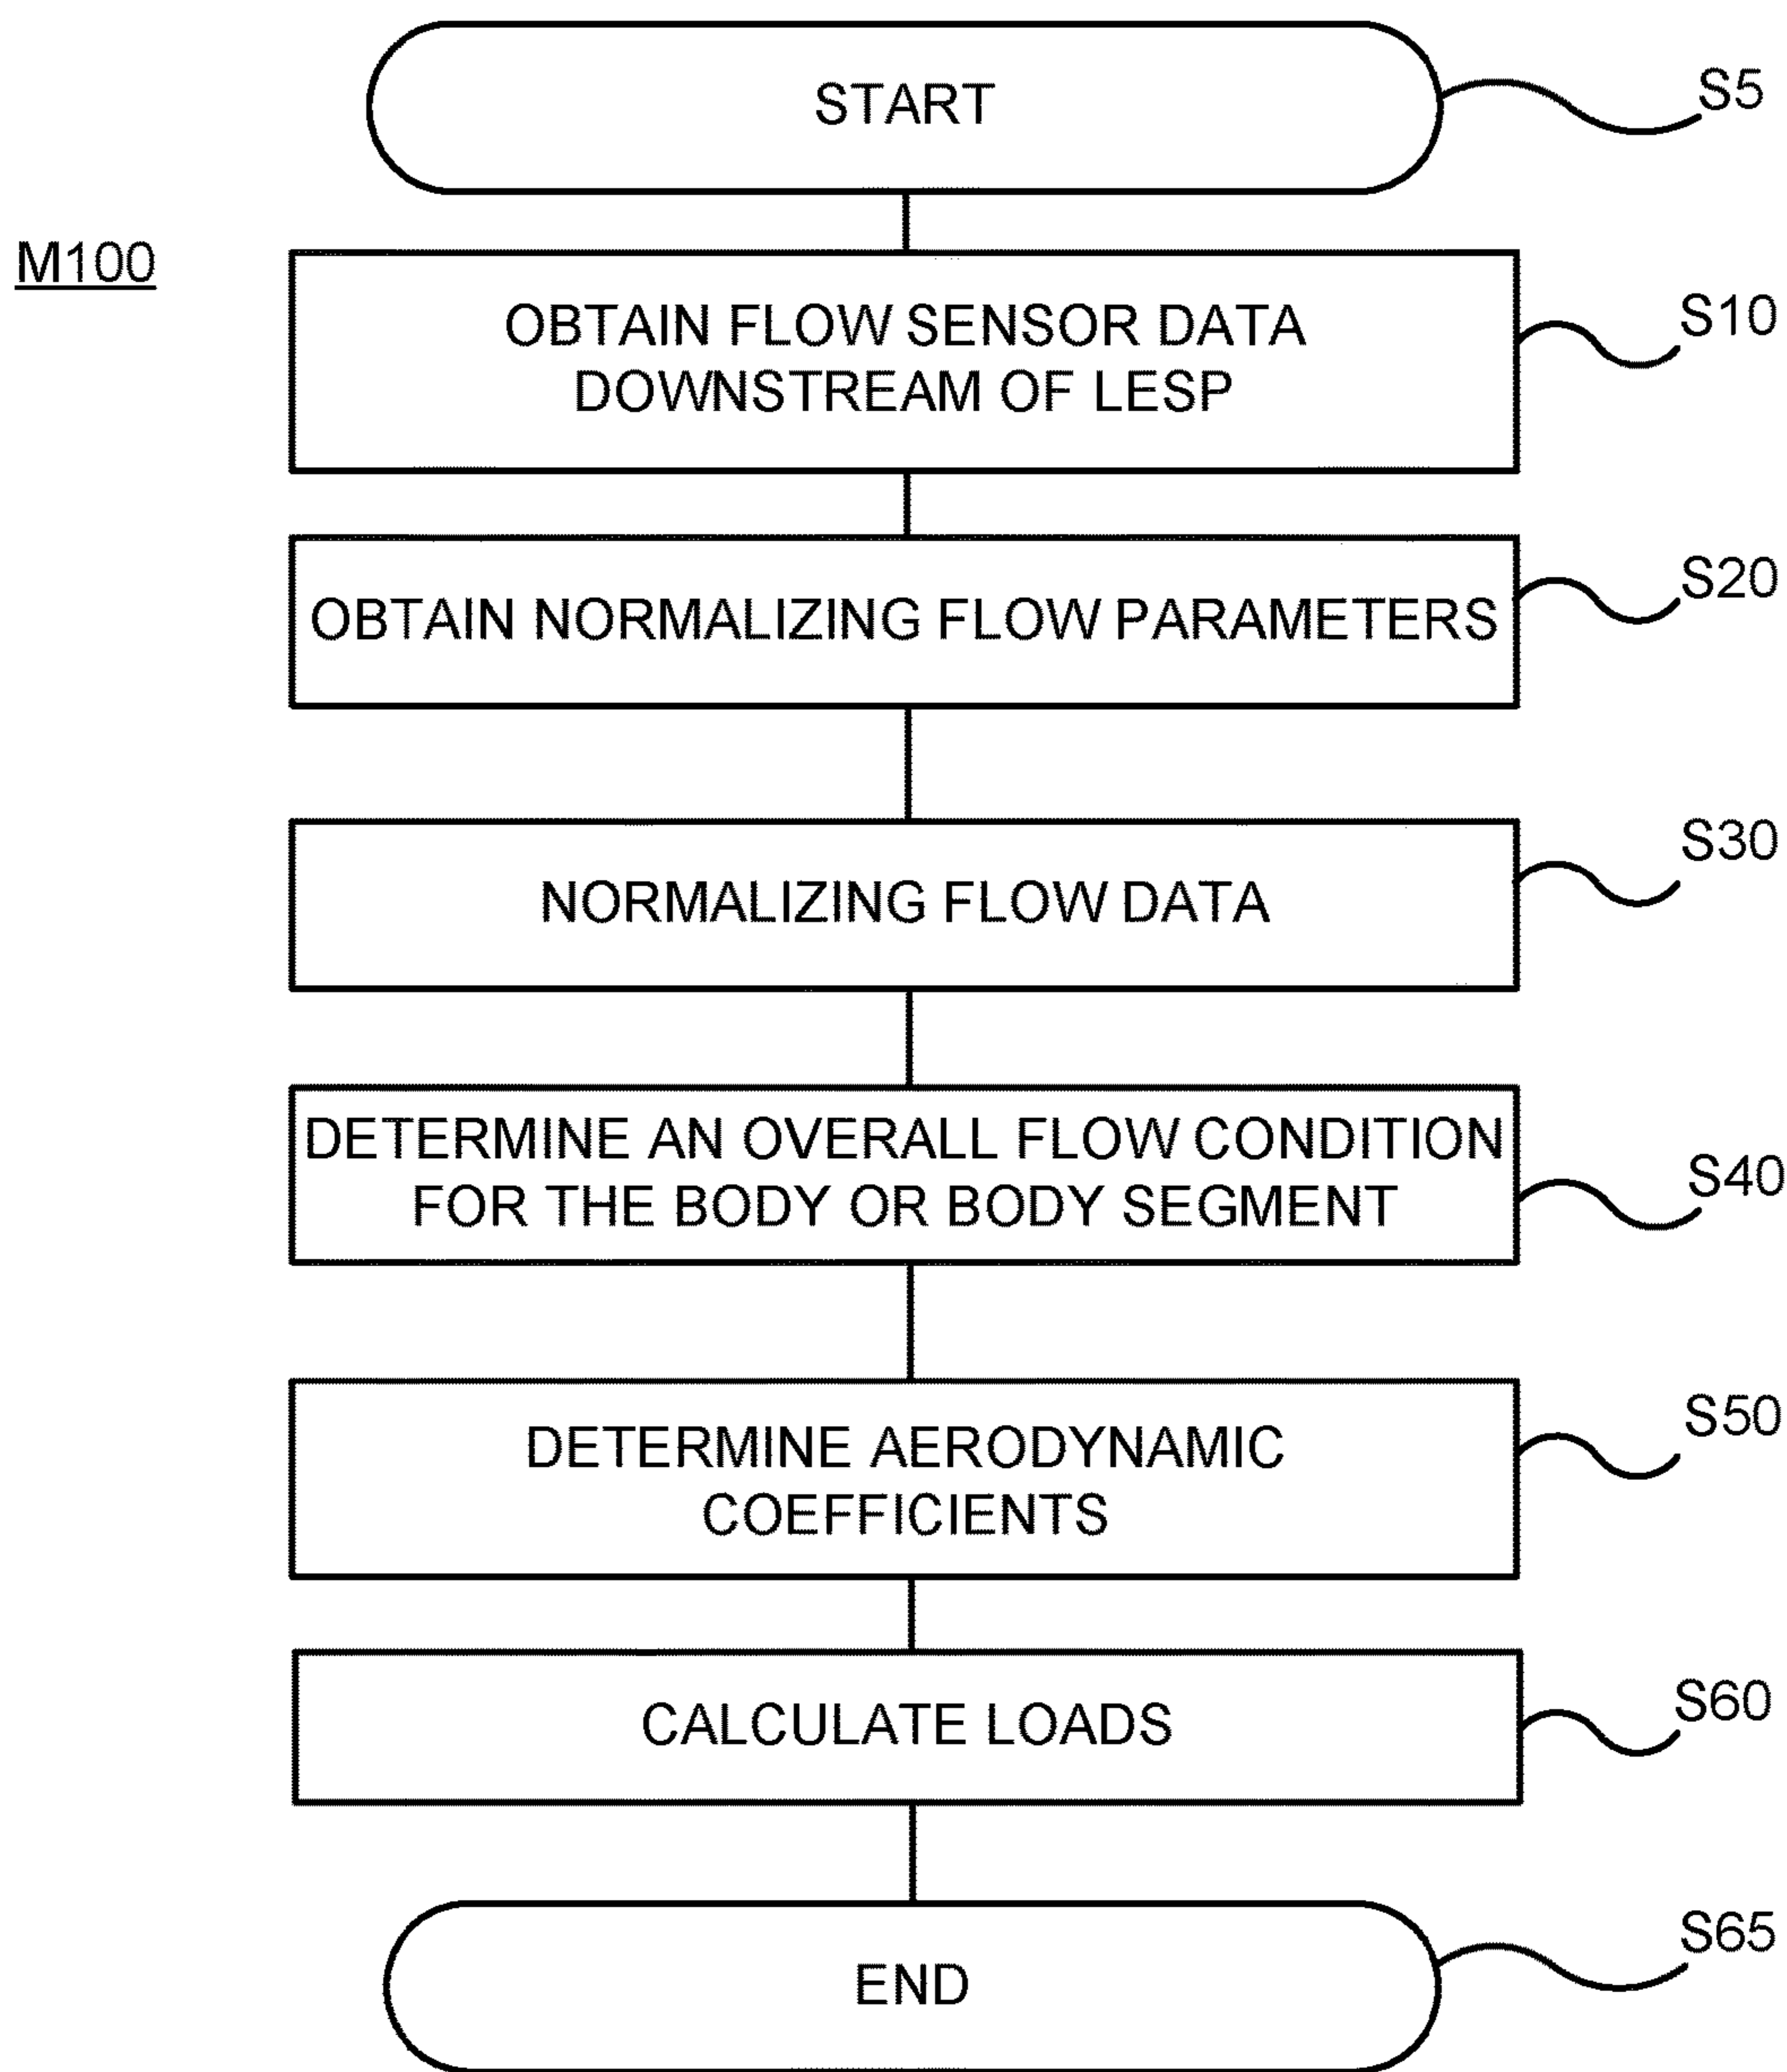 START
S5
M100
OBTAIN FLOW SENSOR DATA
DOWNSTREAM OF LESP
S10
OBTAIN NORMALIZING FLOW PARAMETERS
S20
NORMALIZING FLOW DATA
S30
DETERMINE AN OVERALL FLOW CONDITION
FOR THE BODY OR BODY SEGMENT
S40
DETERMINE AERODYNAMIC
COEFFICIENTS
S50
CALCULATE LOADS
S60
END
S65